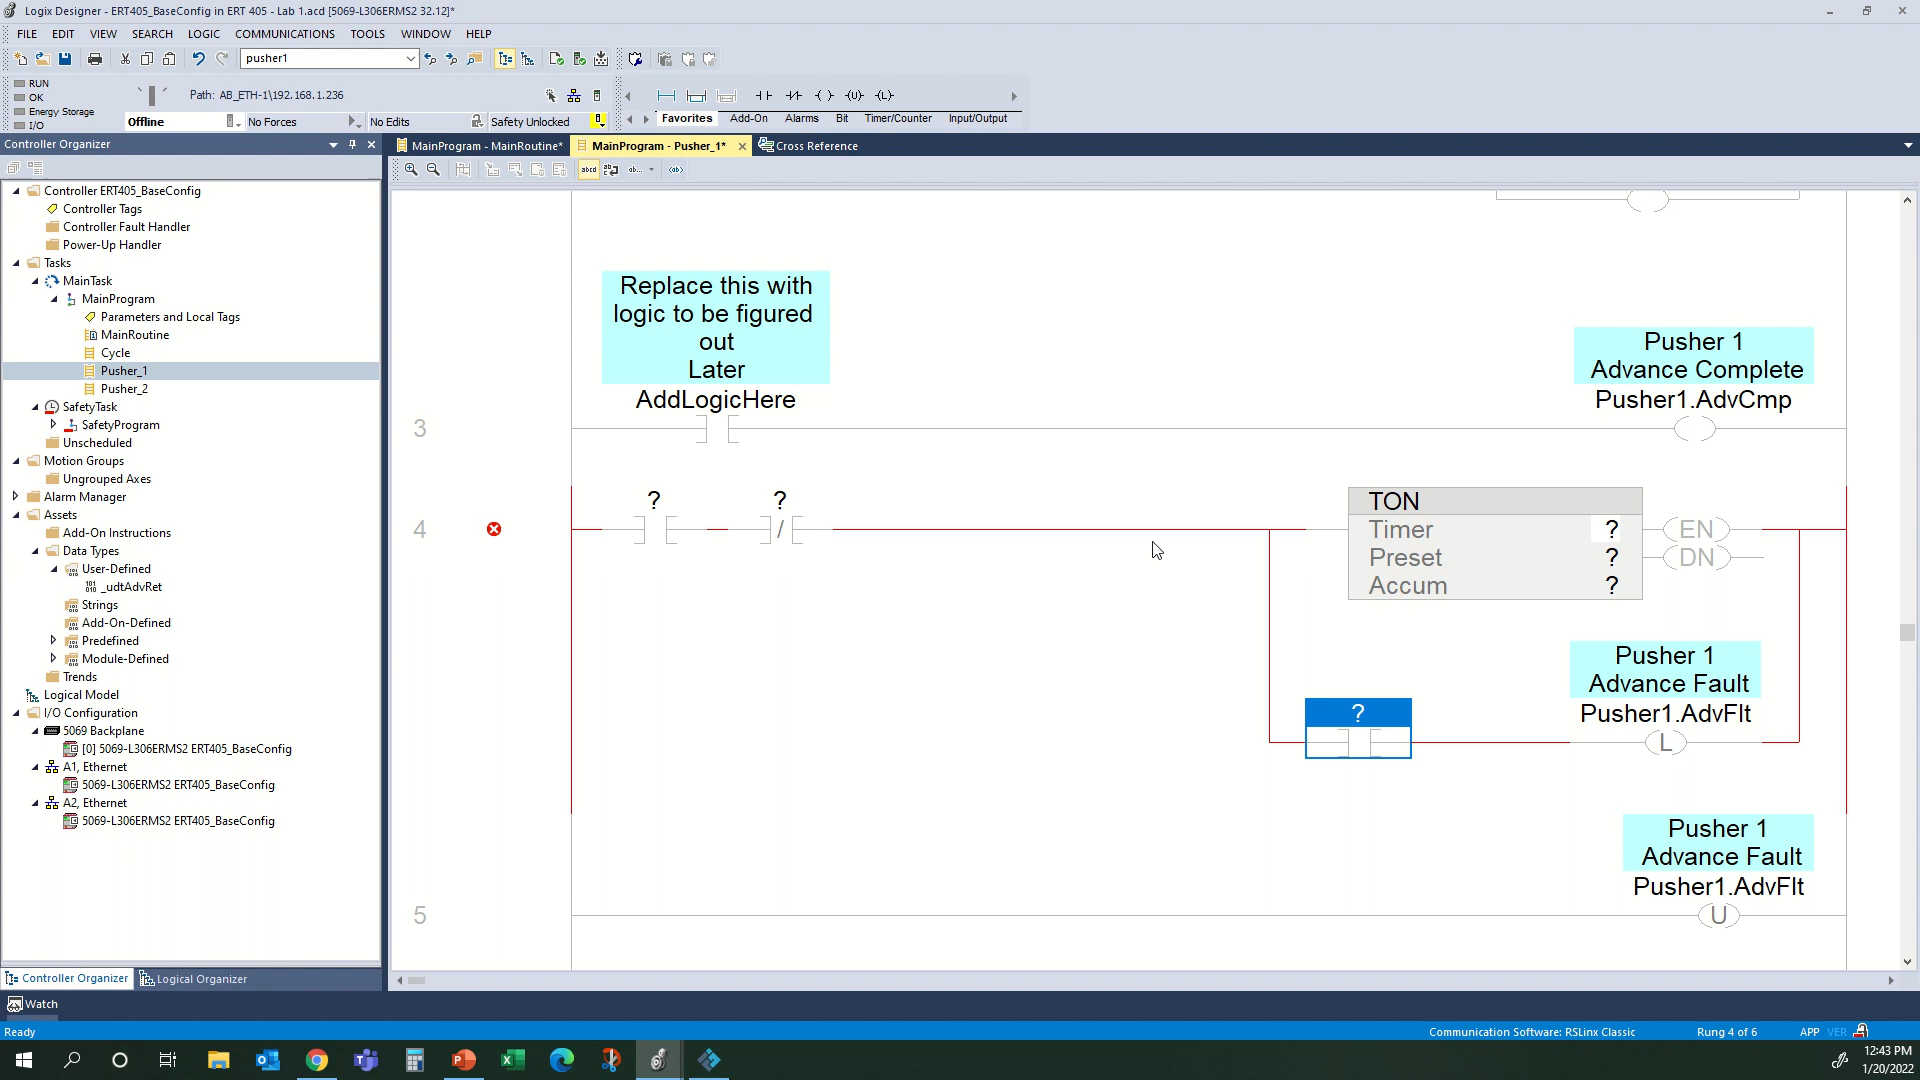 Logix Designer - ERT405_BaseConfig in ERT 405 - Lab 1.acd [5069-L306ERMS2 32.12]*
FILE EDIT VIEW SEARCH LOGIC COMMUNICATIONS TOOLS WINDOW HELP
pusher1
RUN
OK
Energy Storage
I/O
Path: AB_ETH-1\192.168.1.236
Offline No Forces No Edits Safety Unlocked
Favorites Add-On Alarms Bit Timer/Counter Input/Output
Controller Organizer
MainProgram - MainRoutine* MainProgram - Pusher_1* Cross Reference
Controller ERT405_BaseConfig
Controller Tags
Controller Fault Handler
Power-Up Handler
Tasks
MainTask
MainProgram
Parameters and Local Tags
MainRoutine
Cycle
Pusher_1
Pusher_2
SafetyTask
SafetyProgram
Unscheduled
Motion Groups
Ungrouped Axes
Alarm Manager
Assets
Add-On Instructions
Data Types
User-Defined
_udtAdvRet
Strings
Add-On-Defined
Predefined
Module-Defined
Trends
Logical Model
I/O Configuration
5069 Backplane
[0] 5069-L306ERMS2 ERT405_BaseConfig
A1, Ethernet
5069-L306ERMS2 ERT405_BaseConfig
A2, Ethernet
5069-L306ERMS2 ERT405_BaseConfig
Controller Organizer Logical Organizer
Replace this with
logic to be figured
out
Later
AddLogicHere
Pusher 1
Advance Complete
Pusher1.AdvCmp
3
4
? ?
/
TON
Timer ?
Preset ?
Accum ?
EN
DN
?
Pusher 1
Advance Fault
Pusher1.AdvFlt
L
Pusher 1
Advance Fault
Pusher1.AdvFlt
5
U
Watch
Ready
Communication Software: RSLinx Classic Rung 4 of 6 APP VER
12:43 PM
1/20/2022